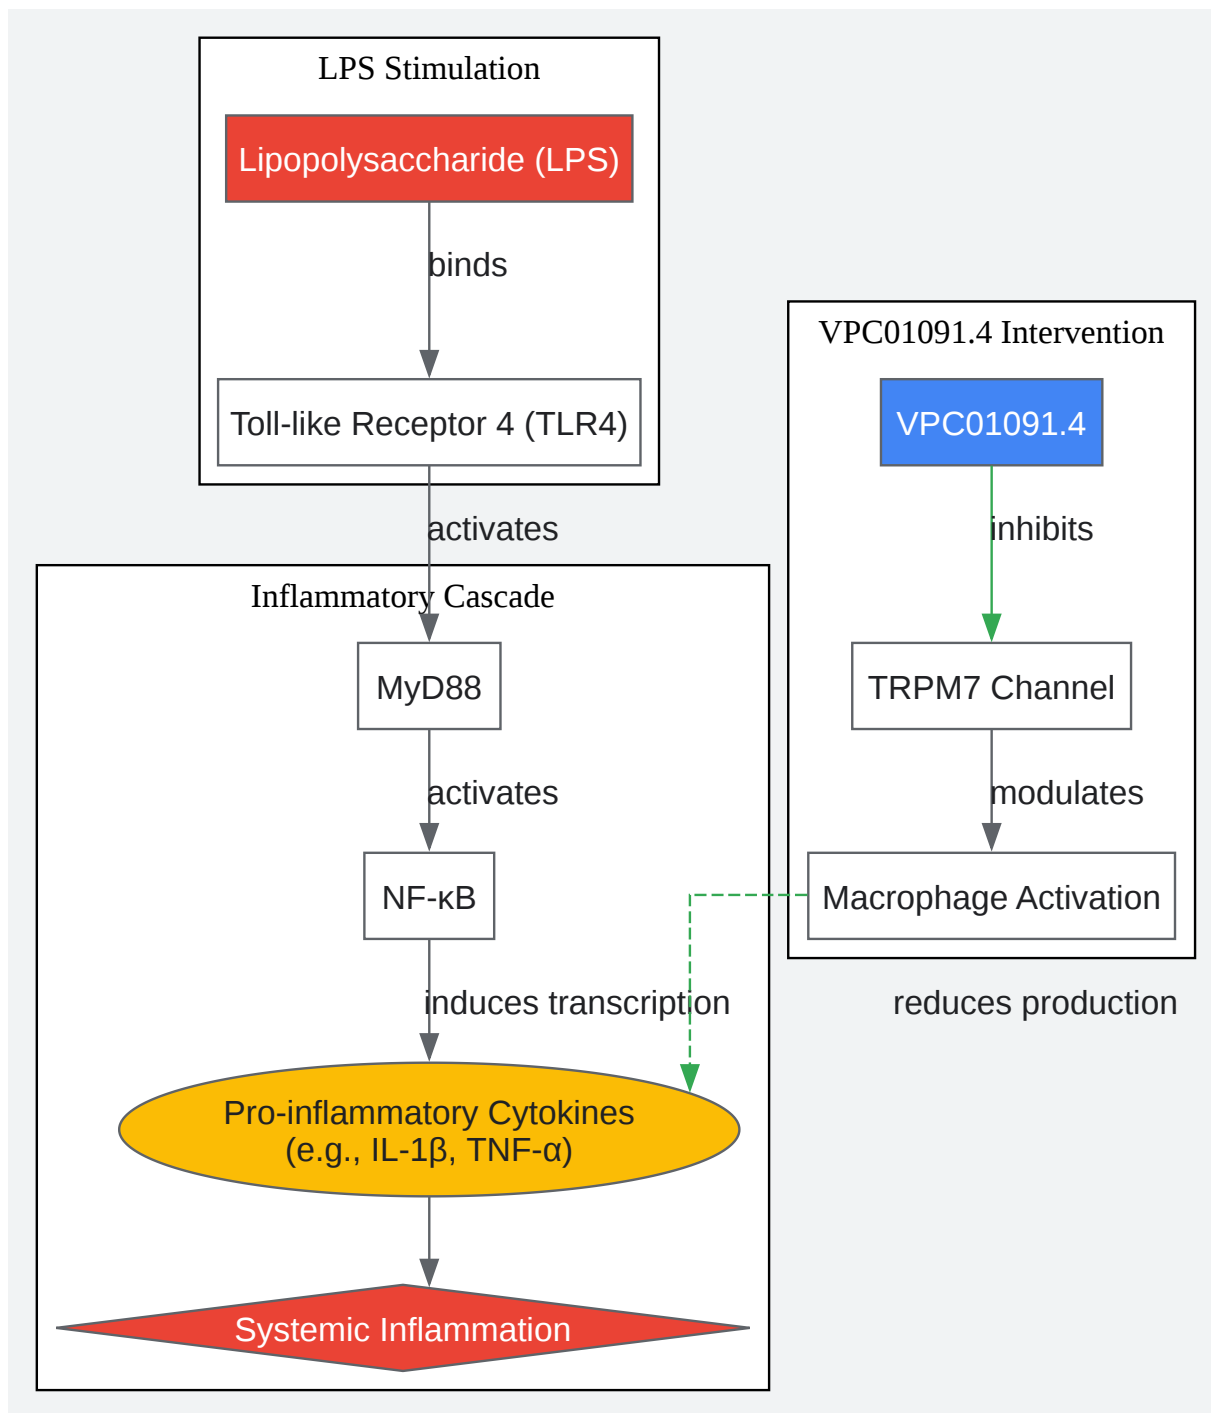 LPS Stimulation
Lipopolysaccharide (LPS)
binds
Toll-like Receptor 4 (TLR4)
activates
Inflammatory Cascade
MyD88
activates
NF-κB
induces transcription
Pro-inflammatory Cytokines
(e.g., IL-1β, TNF-α)
Systemic Inflammation
VPC01091.4 Intervention
VPC01091.4
inhibits
TRPM7 Channel
modulates
Macrophage Activation
reduces production